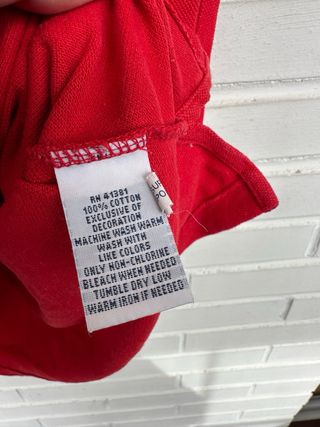 RN 41381
100% COTTON
EXCLUSIVE OF
DECORATION
MACHINE WASH WARM
WASH WITH
LIKE COLORS
ONLY NON-CHLORINE
BLEACH WHEN NEEDED
TUMBLE DRY LOW
WARM IRON IF NEEDED